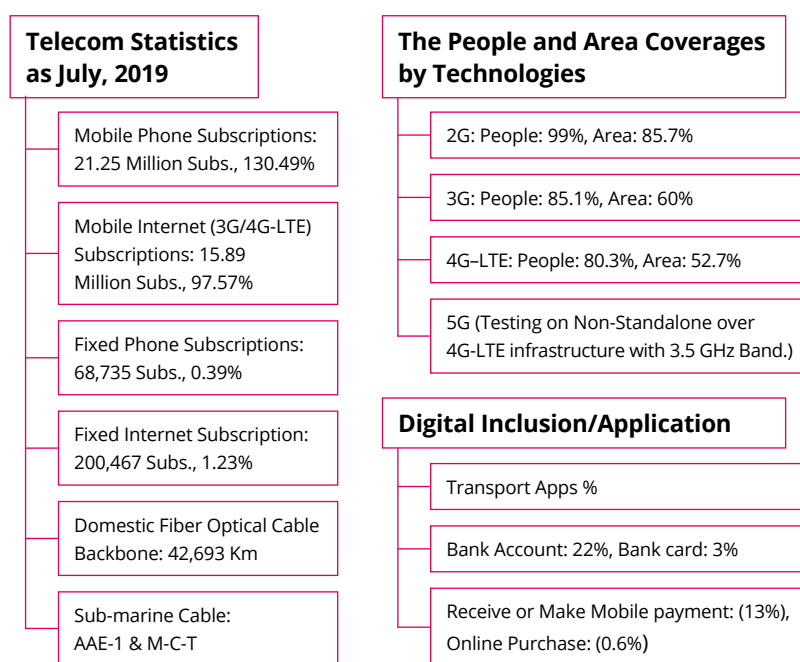 Telecom Statistics
as July, 2019
Mobile Phone Subscriptions:
21.25 Million Subs., 130.49%
Mobile Internet (3G/4G-LTE)
Subscriptions: 15.89
Million Subs., 97.57%
Fixed Phone Subscriptions:
68,735 Subs., 0.39%
Fixed Internet Subscription:
200,467 Subs., 1.23%
Domestic Fiber Optical Cable
Backbone: 42,693 Km
Sub-marine Cable:
AAE-1 & M-C-T
The People and Area Coverages
by Technologies
2G: People: 99%, Area: 85.7%
3G: People: 85.1%, Area: 60%
4G–LTE: People: 80.3%, Area: 52.7%
5G (Testing on Non-Standalone over
4G-LTE infrastructure with 3.5 GHz Band.)
Digital Inclusion/Application
Transport Apps %
Bank Account: 22%, Bank card: 3%
Receive or Make Mobile payment: (13%),
Online Purchase: (0.6%)